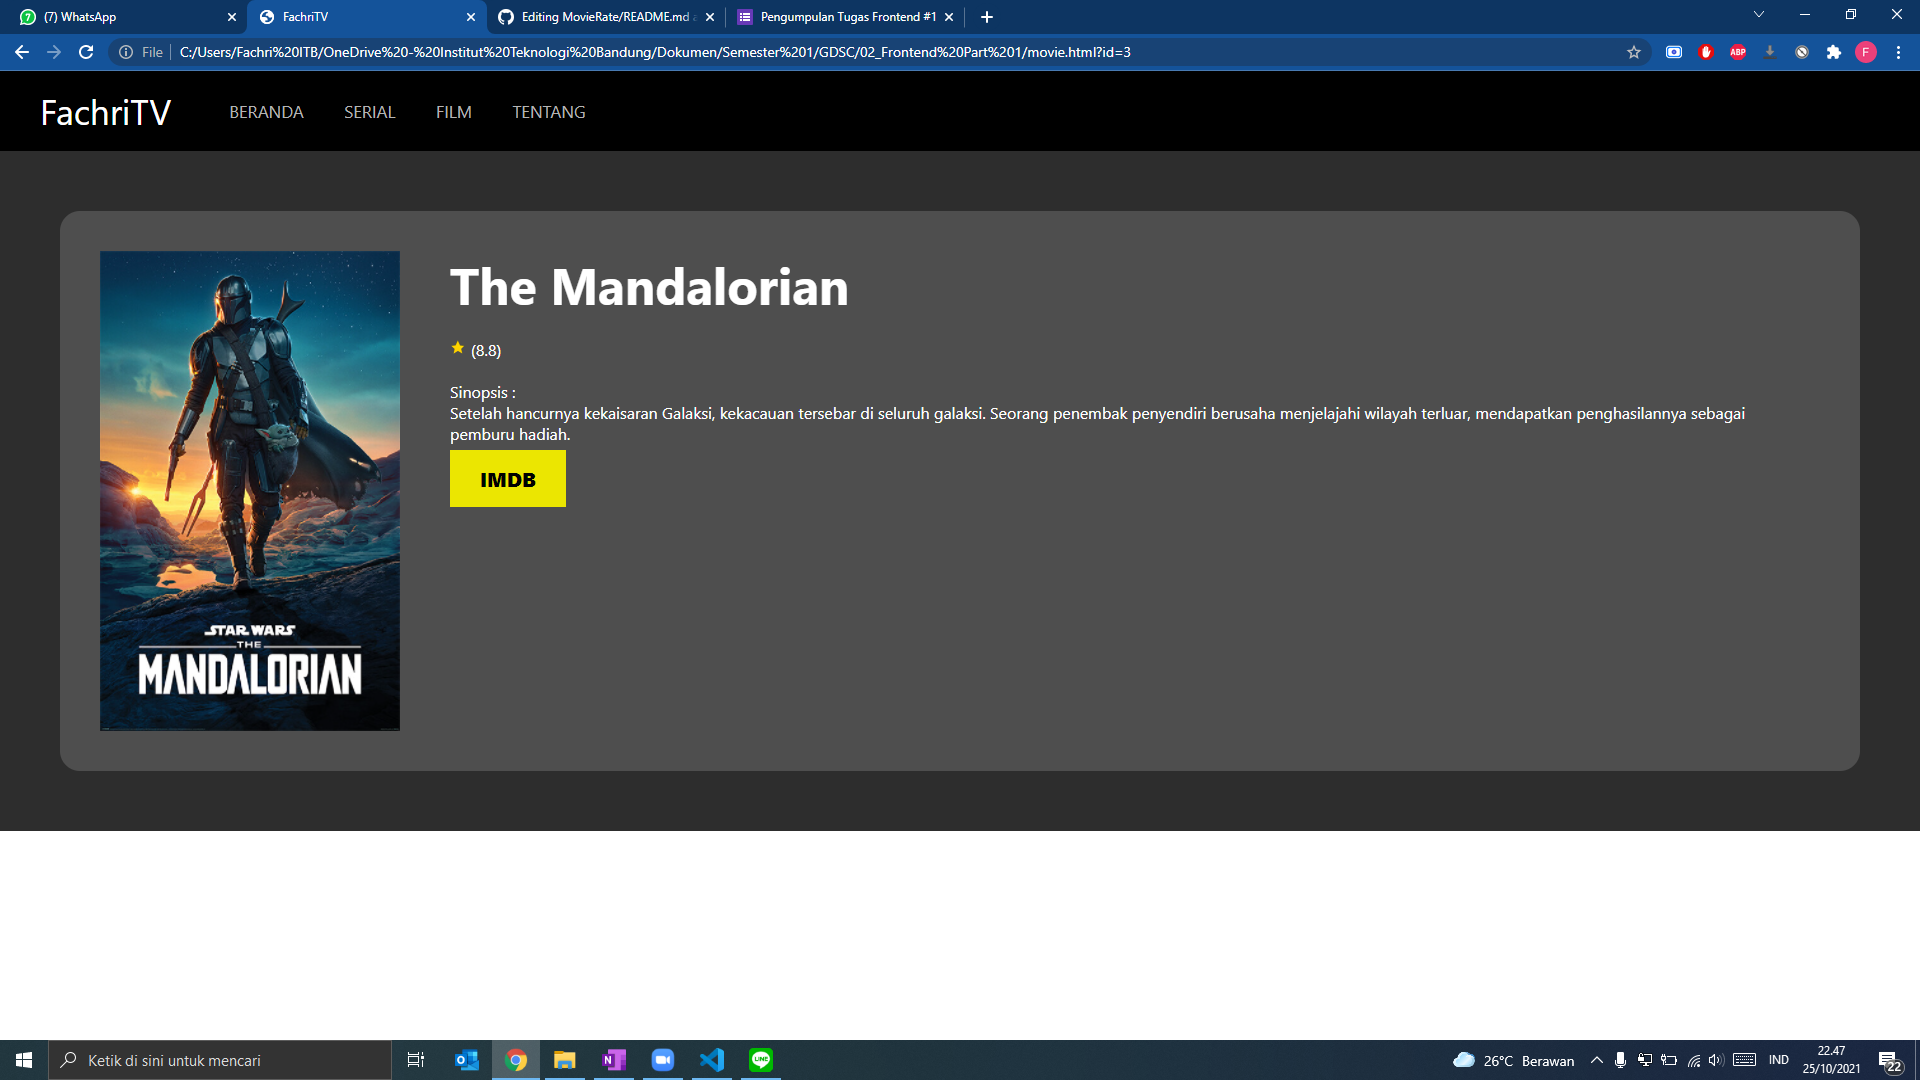 (7) WhatsApp
FachriTV
Editing MovieRate/README.md
Pengumpulan Tugas Frontend #1
File
C:/Users/Fachri%20ITB/OneDrive%20-%20Institut%20Teknologi%20Bandung/Dokumen/Semester%201/GDSC/02_Frontend%20Part%201/movie.html?id=3
ABP
F
FachriTV
BERANDA
SERIAL
FILM
TENTANG
The Mandalorian
(8.8)
Sinopsis :
Setelah hancurnya kekaisaran Galaksi, kekacauan tersebar di seluruh galaksi. Seorang penembak penyendiri berusaha menjelajahi wilayah terluar, mendapatkan penghasilannya sebagai
pemburu hadiah.
IMDB
STAR WARS
THE
MANDALORIAN
Ketik di sini untuk mencari
LINE
26°C Berawan
IND
22.47
25/10/2021
22